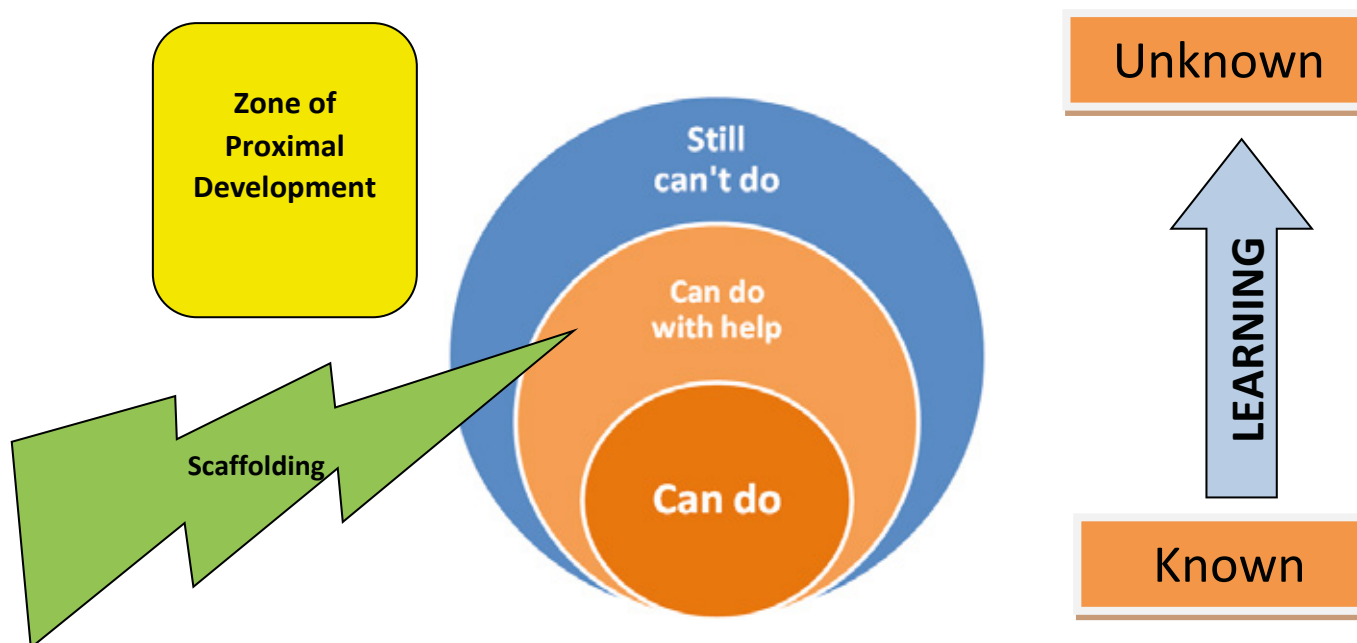 Zone of
Proximal
Development
Scaffolding
Still
can't do
Can do
with help
Can do
Unknown
LEARNING
Known